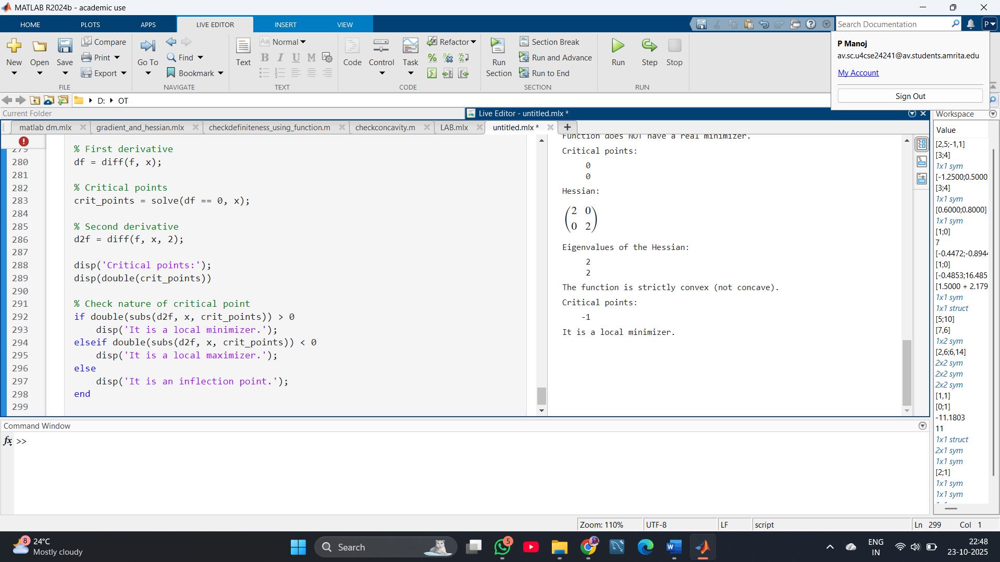 MATLAB R2024b - academic use
HOME PLOTS APPS LIVE EDITOR INSERT VIEW
Search Documentation
P
New
Open
Save
Compare
Print
Export
FILE
Go To
Find
Bookmark
NAVIGATE
Text
Aa Normal
B I U M
TEXT
Code
Control
Task
Refactor
CODE
Run Section
Section Break
Run and Advance
Run to End
SECTION
Run
Step
Stop
RUN
P Manoj
av.sc.u4cse24241@av.students.amrita.edu
My Account
Sign Out
D: OT
Current Folder
Live Editor - untitled.mlx *
Workspace
matlab dm.mlx gradient_and_hessian.mlx checkdefiniteness_using_function.m checkconcavity.m LAB.mlx untitled.mlx * +
279 % First derivative
280 df = diff(f, x);
281
282 % Critical points
283 crit_points = solve(df == 0, x);
284
285 % Second derivative
286 d2f = diff(f, x, 2);
287
288 disp('Critical points:');
289 disp(double(crit_points))
290
291 % Check nature of critical point
292 if double(subs(d2f, x, crit_points)) > 0
293 disp('It is a local minimizer.');
294 elseif double(subs(d2f, x, crit_points)) < 0
295 disp('It is a local maximizer.');
296 else
297 disp('It is an inflection point.');
298 end
299
Function does NOT have a real minimizer.
Critical points:
0
0
Hessian:
2 0
0 2
Eigenvalues of the Hessian:
2
2
The function is strictly convex (not concave).
Critical points:
-1
It is a local minimizer.
Value
[2,5;-1,1]
[3;4]
1x1 sym
[-1.2500;0.5000
[3;4]
1x1 sym
[0.6000;0.8000]
1x1 sym
[1;0]
7
[-0.4472;-0.894
[1;0]
[-0.4853;16.485
[1.5000 + 2.179
1x1 sym
1x1 struct
[5;10]
[7,6]
1x2 sym
[2,6;6,14]
2x2 sym
2x2 sym
2x2 sym
[1,1]
[0;1]
-11.1803
11
1x1 struct
2x1 sym
1x1 sym
[2;1]
1x1 sym
1x1 sym
Command Window
fx >>
Zoom: 110% UTF-8 LF script Ln 299 Col 1
8
24°C
Mostly cloudy
Search
5
W
ENG
IN
22:48
23-10-2025